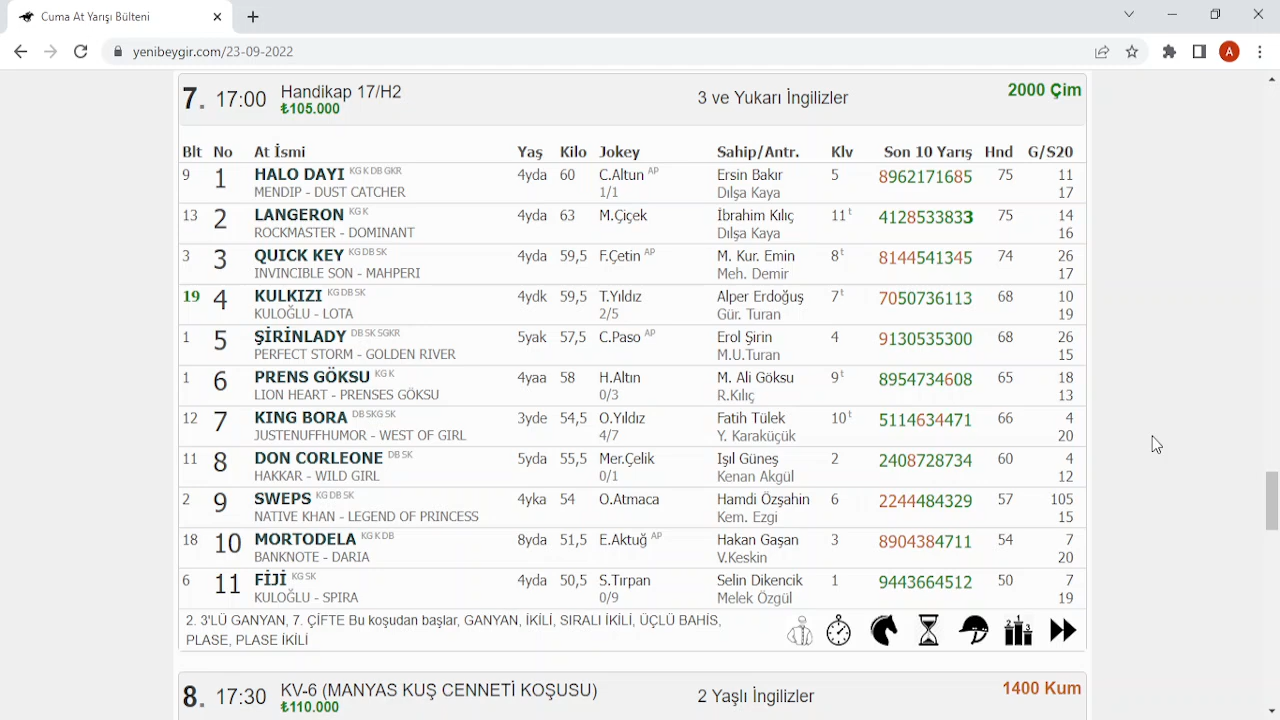 Cuma At Yarışı Bülteni
yenibeygir.com/23-09-2022
A
7. 17:00 Handikap 17/H2 3 ve Yukarı İngilizler 2000 Çim
₺105.000
Blt No At İsmi Yaş Kilo Jokey Sahip/Antr. Klv Son 10 Yarış Hnd G/S20
9 1 HALO DAYI KG K DB GKR 4yda 60 C.Altun AP Ersin Bakır 5 8962171685 75 11
MENDIP - DUST CATCHER 1/1 Dılşa Kaya 17
13 2 LANGERON KG K 4yda 63 M.Çiçek İbrahim Kılıç 11 t 4128533833 75 14
ROCKMASTER - DOMINANT Dılşa Kaya 16
3 3 QUICK KEY KG DB SK 4yda 59,5 F.Çetin AP M. Kur. Emin 8 t 8144541345 74 26
INVINCIBLE SON - MAHPERI Meh. Demir 17
19 4 KULKIZI KG DB SK 4ydk 59,5 T.Yıldız Alper Erdoğuş 7 t 7050736113 68 10
KULOĞLU - LOTA 2/5 Gür. Turan 19
1 5 ŞİRİNLADY DB SK SGKR 5yak 57,5 C.Paso AP Erol Şirin 4 9130535300 68 26
PERFECT STORM - GOLDEN RIVER M.U.Turan 15
1 6 PRENS GÖKSU KG K 4yaa 58 H.Altın M. Ali Göksu 9 t 8954734608 65 18
LION HEART - PRENSES GÖKSU 0/3 R.Kılıç 13
12 7 KING BORA DB SKG SK 3yde 54,5 O.Yıldız Fatih Tülek 10 t 5114634471 66 4
JUSTENUFFHUMOR - WEST OF GIRL 4/7 Y. Karaküçük 20
11 8 DON CORLEONE DB SK 5yda 55,5 Mer.Çelik Işıl Güneş 2 2408728734 60 4
HAKKAR - WILD GIRL 0/1 Kenan Akgül 12
2 9 SWEPS KG DB SK 4yka 54 O.Atmaca Hamdi Özşahin 6 2244484329 57 105
NATIVE KHAN - LEGEND OF PRINCESS Kem. Ezgi 15
18 10 MORTODELA KG K DB 8yda 51,5 E.Aktuğ AP Hakan Gaşan 3 8904384711 54 7
BANKNOTE - DARIA V.Keskin 20
6 11 FİJİ KG SK 4yda 50,5 S.Tırpan Selin Dikencik 1 9443664512 50 7
KULOĞLU - SPIRA 0/9 Melek Özgül 19
2. 3'LÜ GANYAN, 7. ÇİFTE Bu koşudan başlar, GANYAN, İKİLİ, SIRALI İKİLİ, ÜÇLÜ BAHİS,
PLASE, PLASE İKİLİ
8. 17:30 KV-6 (MANYAS KUŞ CENNETİ KOŞUSU) 2 Yaşlı İngilizler 1400 Kum
₺110.000